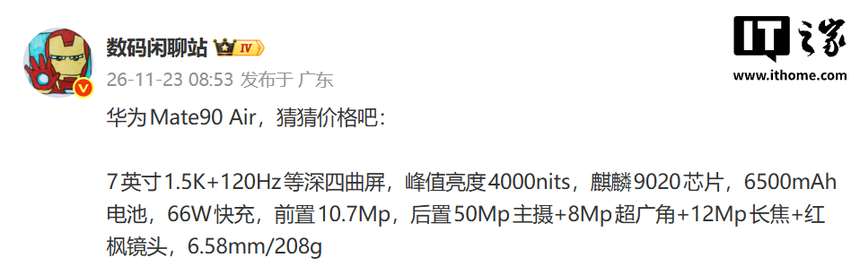 数码闲聊站 IV
IT之家
26-11-23 08:53 发布于 广东
www.ithome.com
华为Mate90 Air，猜猜价格吧：
7英寸1.5K+120Hz等深四曲屏，峰值亮度4000nits，麒麟9020芯片，6500mAh
电池，66W快充，前置10.7Mp，后置50Mp主摄+8Mp超广角+12Mp长焦+红
枫镜头，6.58mm/208g